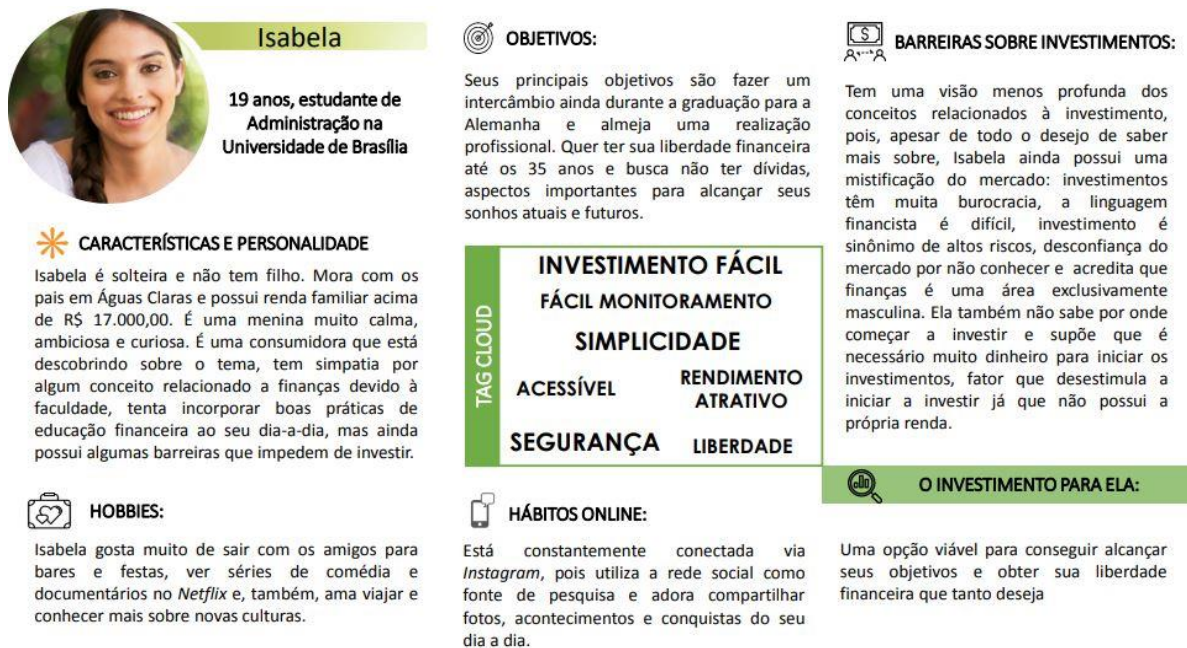 Isabela
19 anos, estudante de
Administração na
Universidade de Brasília
CARACTERÍSTICAS E PERSONALIDADE
Isabela é solteira e não tem filho. Mora com os
pais em Águas Claras e possui renda familiar acima
de R$ 17.000,00. É uma menina muito calma,
ambiciosa e curiosa. É uma consumidora que está
descobrindo sobre o tema, tem simpatia por
algum conceito relacionado a finanças devido à
faculdade, tenta incorporar boas práticas de
educação financeira ao seu dia-a-dia, mas ainda
possui algumas barreiras que impedem de investir.
HOBBIES:
Isabela gosta muito de sair com os amigos para
bares e festas, ver séries de comédia e
documentários no Netflix e, também, ama viajar e
conhecer mais sobre novas culturas.
OBJETIVOS:
Seus principais objetivos são fazer um
intercâmbio ainda durante a graduação para a
Alemanha e almeja uma realização
profissional. Quer ter sua liberdade financeira
até os 35 anos e busca não ter dívidas,
aspectos importantes para alcançar seus
sonhos atuais e futuros.
TAG CLOUD
INVESTIMENTO FÁCIL
FÁCIL MONITORAMENTO
SIMPLICIDADE
ACESSÍVEL
RENDIMENTO
ATRATIVO
SEGURANÇA
LIBERDADE
HÁBITOS ONLINE:
Está constantemente conectada via
Instagram, pois utiliza a rede social como
fonte de pesquisa e adora compartilhar
fotos, acontecimentos e conquistas do seu
dia a dia.
$
BARREIRAS SOBRE INVESTIMENTOS:
Tem uma visão menos profunda dos
conceitos relacionados à investimento,
pois, apesar de todo o desejo de saber
mais sobre, Isabela ainda possui uma
mistificação do mercado: investimentos
têm muita burocracia, a linguagem
financista é difícil, investimento é
sinônimo de altos riscos, desconfiança do
mercado por não conhecer e acredita que
finanças é uma área exclusivamente
masculina. Ela também não sabe por onde
começar a investir e supõe que é
necessário muito dinheiro para iniciar os
investimentos, fator que desestimula a
iniciar a investir já que não possui a
própria renda.
O INVESTIMENTO PARA ELA:
Uma opção viável para conseguir alcançar
seus objetivos e obter sua liberdade
financeira que tanto deseja